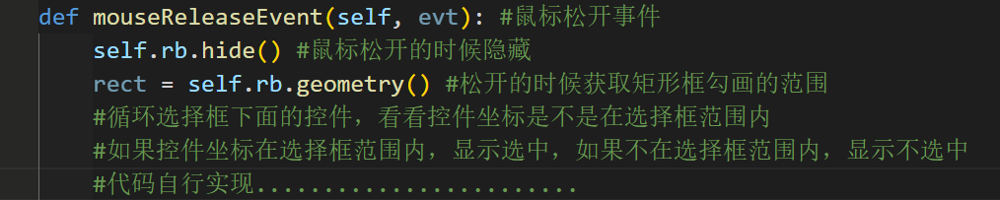 def mouseReleaseEvent(self, evt): #鼠标松开事件
self.rb.hide() #鼠标松开的时候隐藏
rect = self.rb.geometry() #松开的时候获取矩形框勾画的范围
#循环选择框下面的控件，看看控件坐标是不是在选择框范围内
#如果控件坐标在选择框范围内，显示选中，如果不在选择框范围内，显示不选中
#代码自行实现.........................